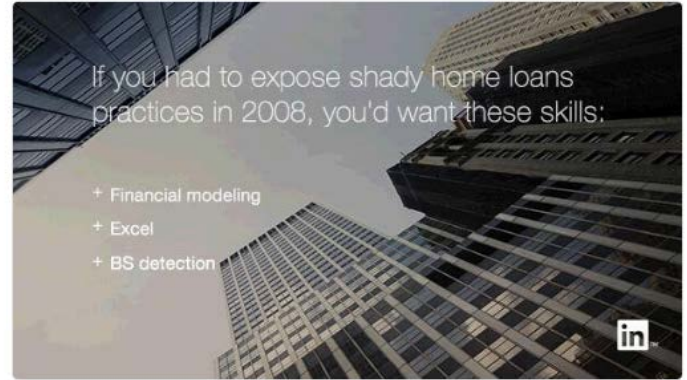 If you had to expose shady home loans
practices in 2008, you'd want these skills:
+ Financial modeling
+ Excel
+ BS detection
in™